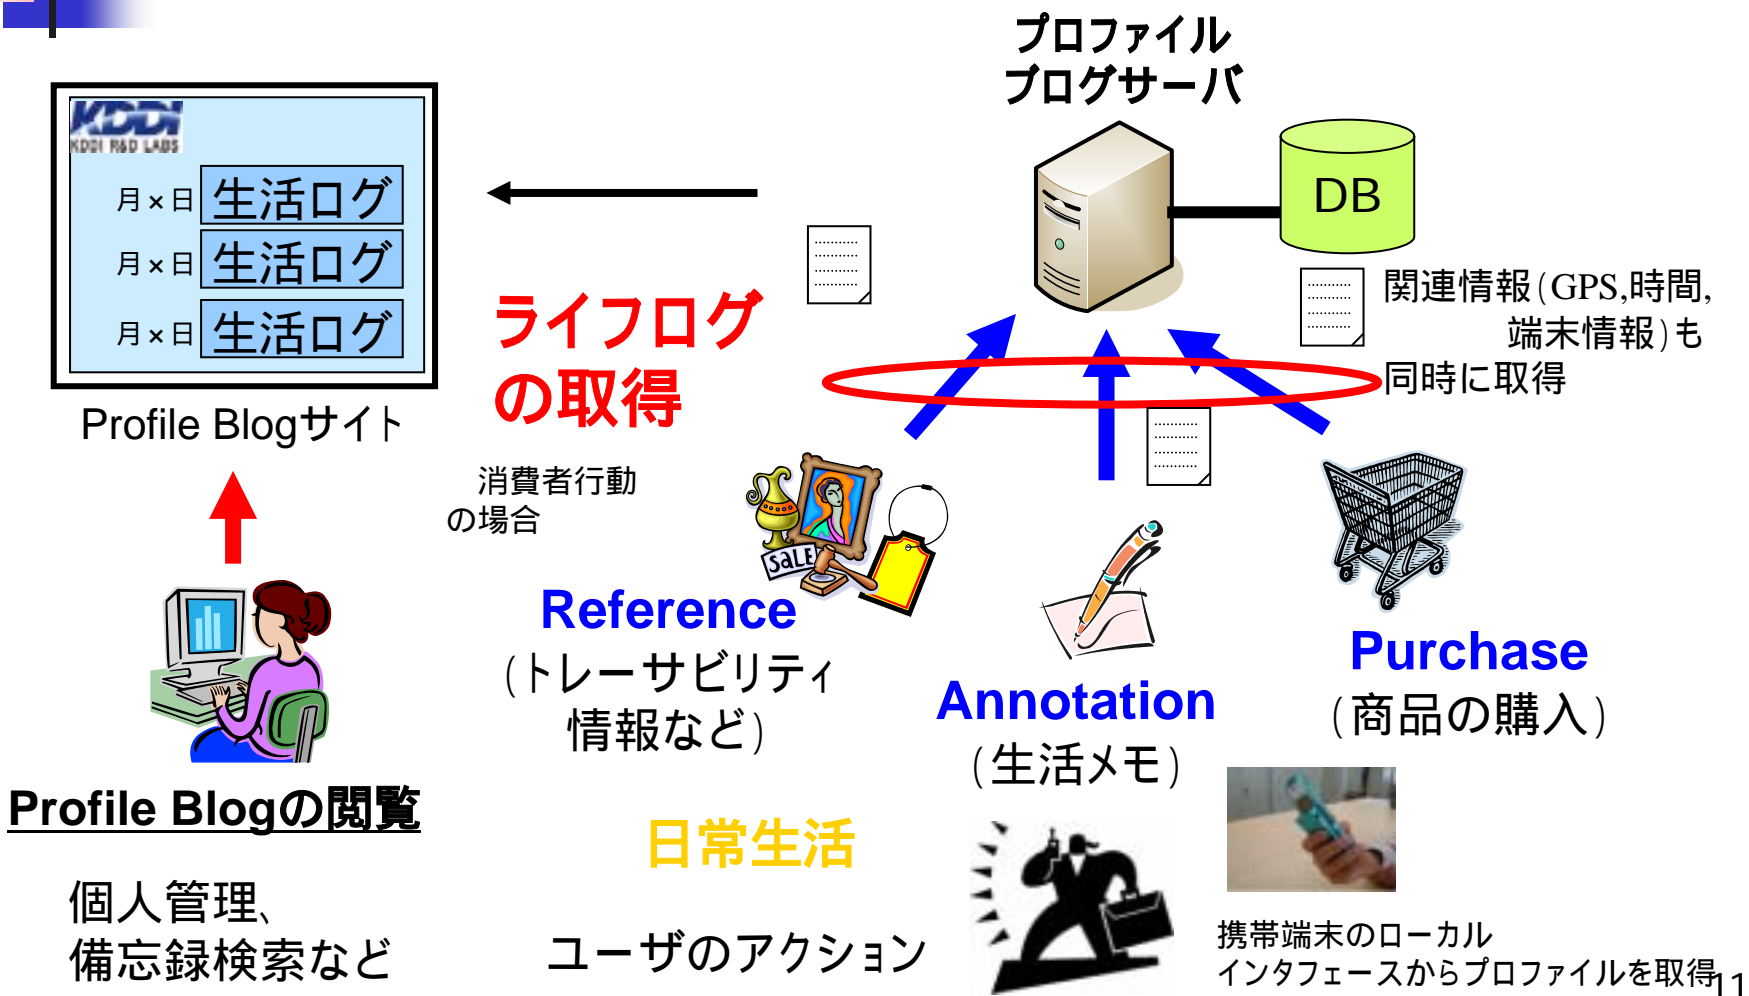 プロファイル
ブログサーバ
KDDI
KDDI R&D LABS
月×日 生活ログ
月×日 生活ログ
月×日 生活ログ
Profile Blogサイト
DB
関連情報(GPS,時間,
端末情報)も
同時に取得
ライフログ
の取得
消費者行動
の場合
SALE
Reference
(トレーサビリティ
情報など)
Annotation
(生活メモ)
Purchase
(商品の購入)
Profile Blogの閲覧
個人管理、
備忘録検索など
日常生活
ユーザのアクション
携帯端末のローカル
インタフェースからプロファイルを取得
11